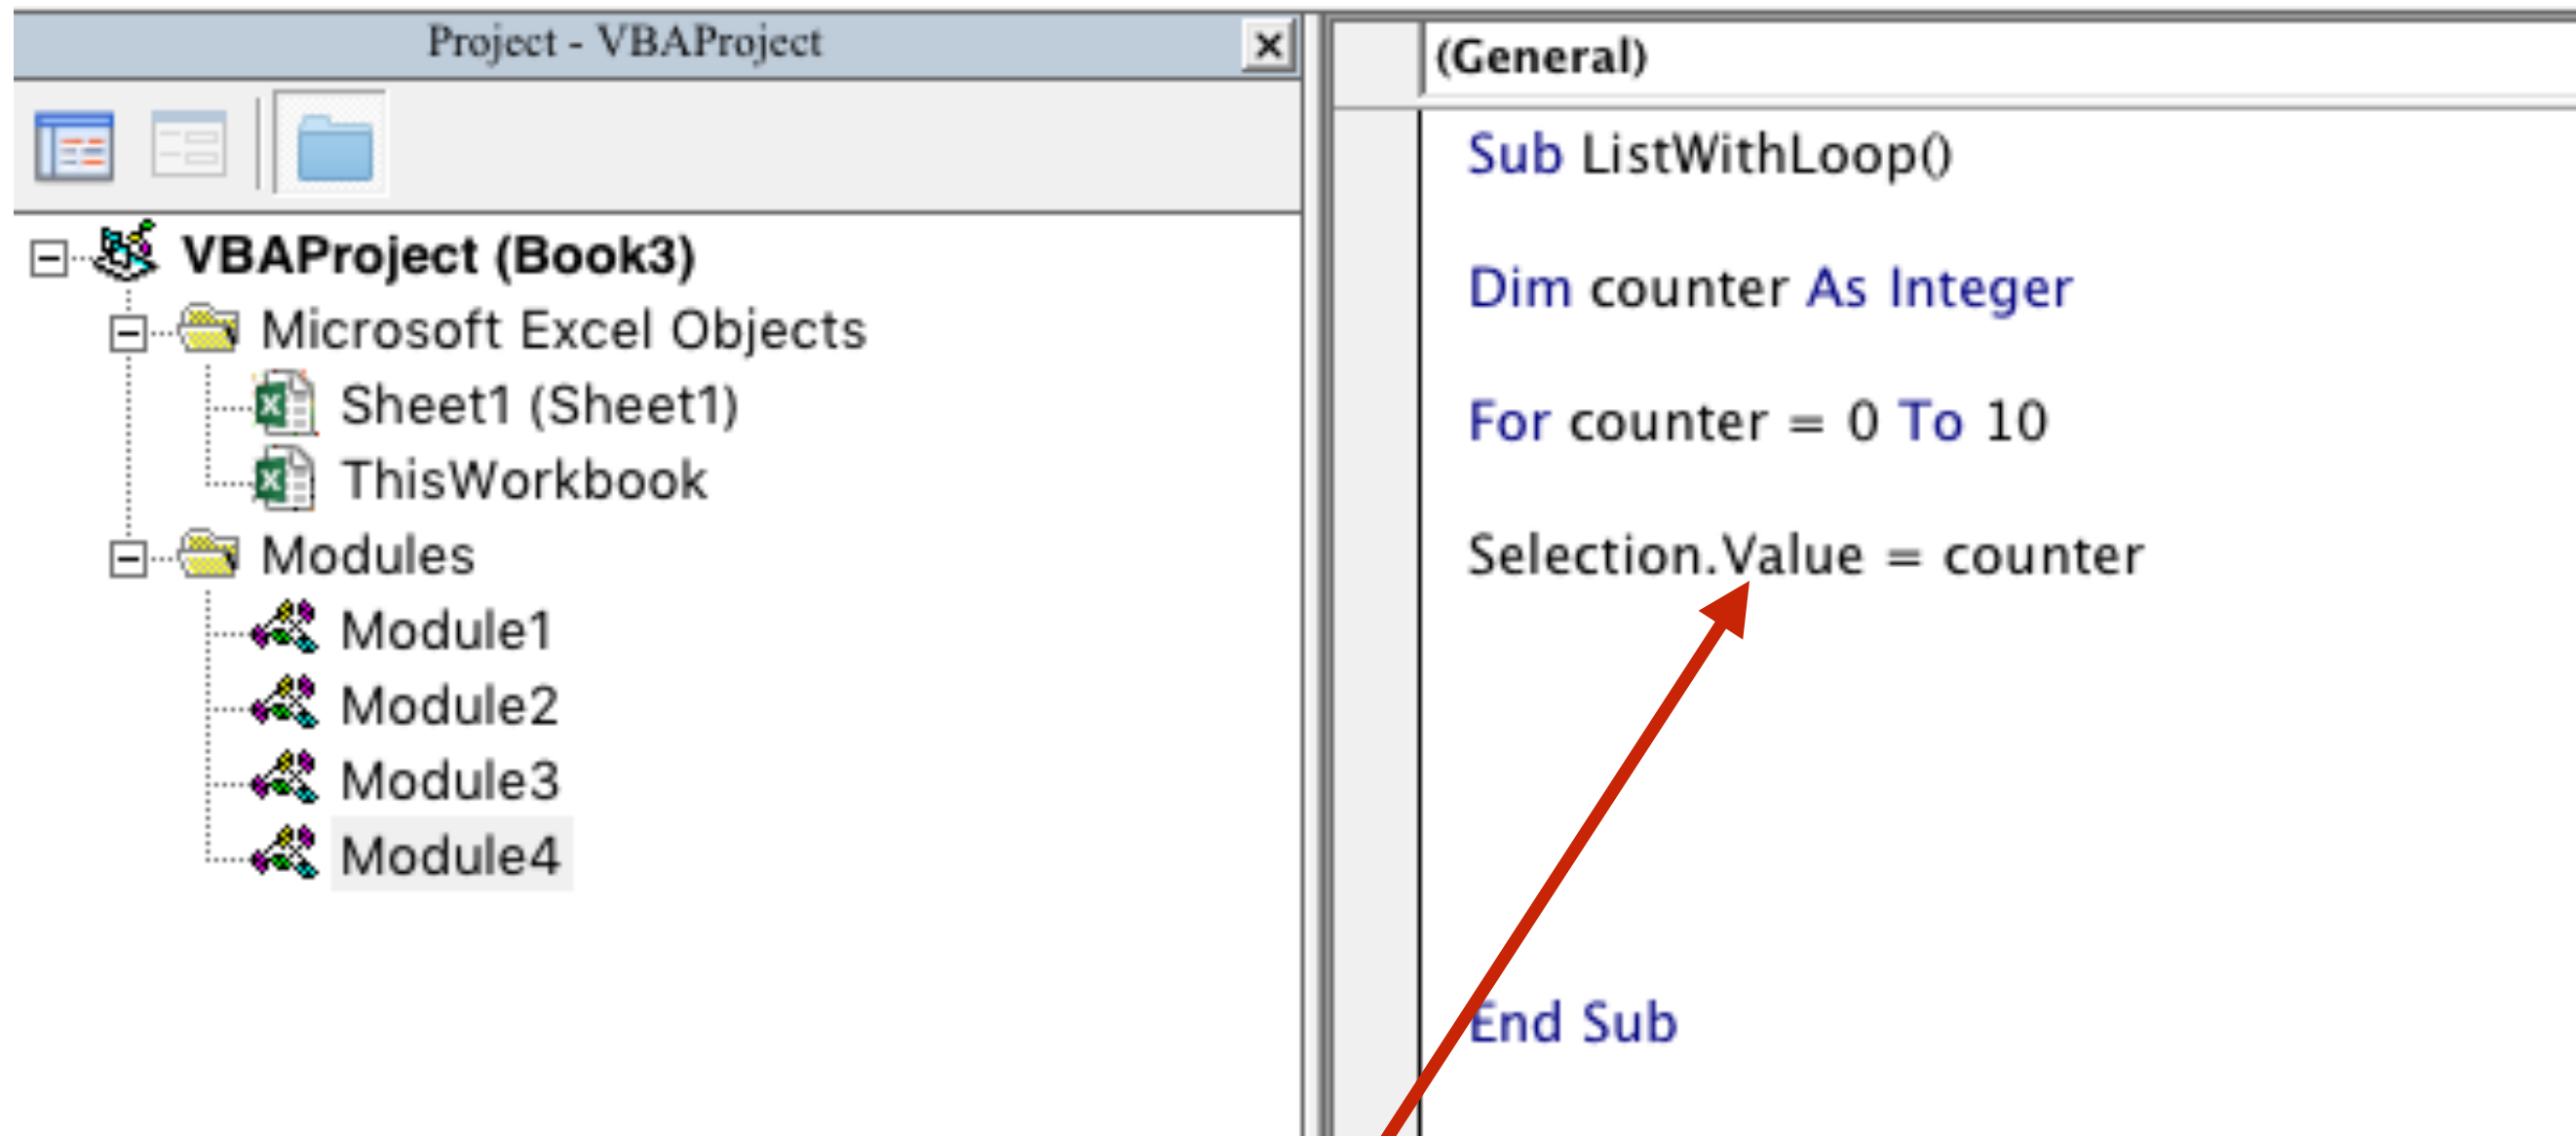 Project - VBAProject
VBAProject (Book3)
Microsoft Excel Objects
Sheet1 (Sheet1)
ThisWorkbook
Modules
Module1
Module2
Module3
Module4
(General)
Sub ListWithLoop()
Dim counter As Integer
For counter = 0 To 10
Selection.Value = counter
End Sub